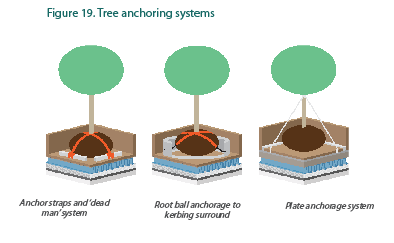 Figure 19. Tree anchoring systems
Anchor straps and 'dead
man' system
Root ball anchorage to
kerbing surround
Plate anchorage system